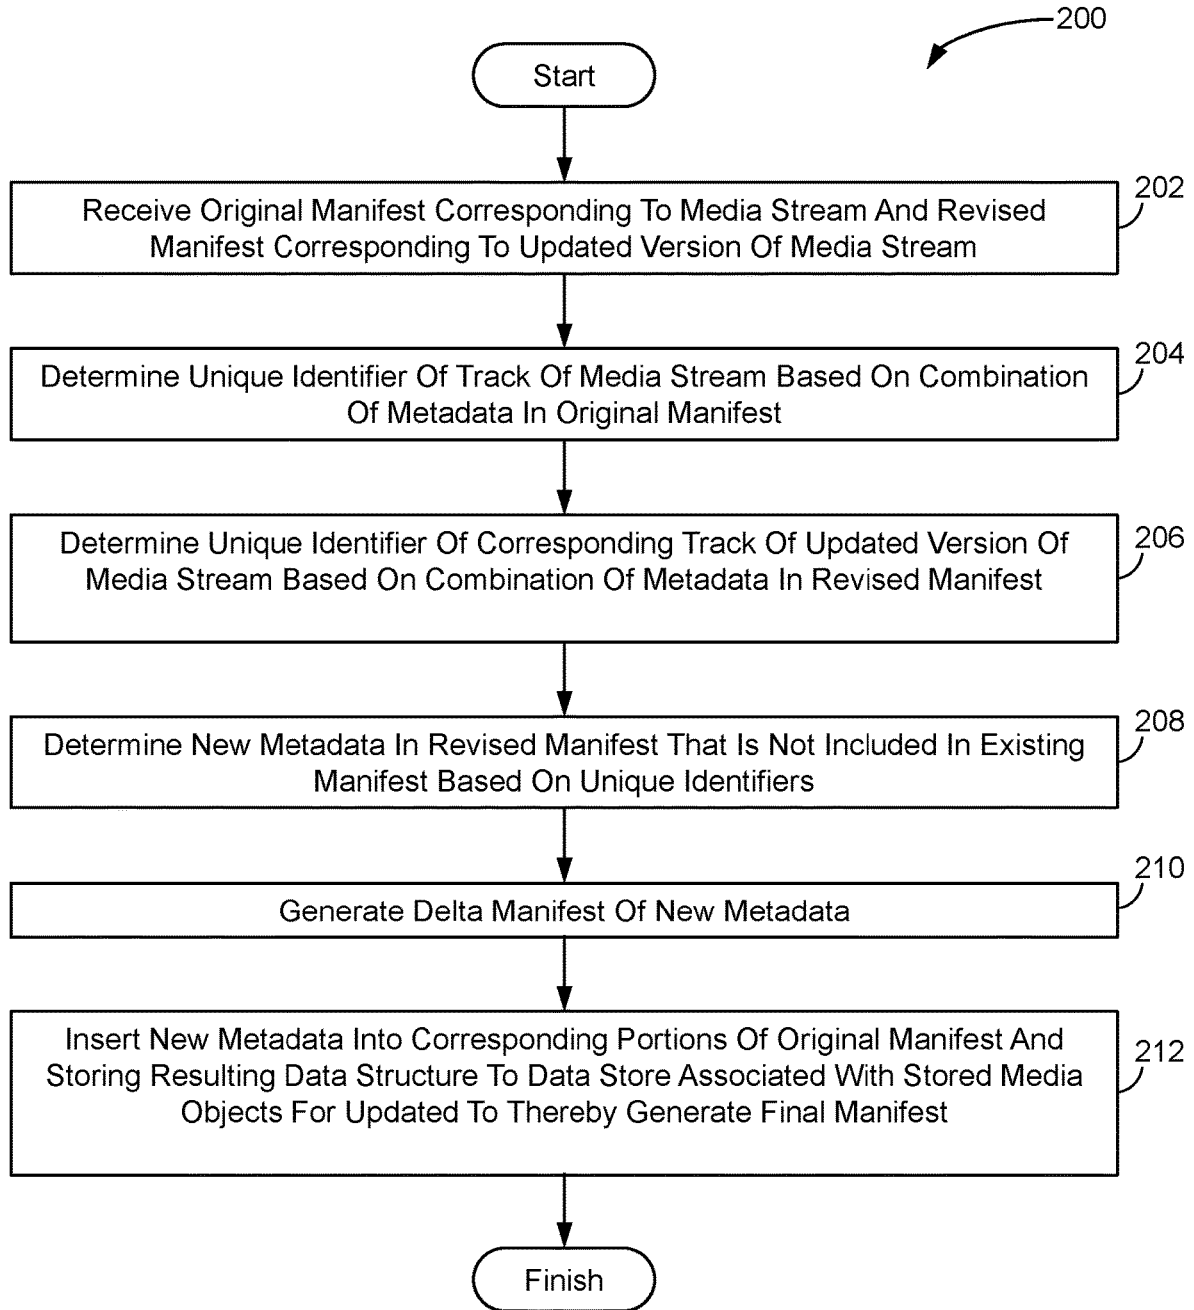 200
Start
202
Receive Original Manifest Corresponding To Media Stream And Revised
Manifest Corresponding To Updated Version Of Media Stream
204
Determine Unique Identifier Of Track Of Media Stream Based On Combination
Of Metadata In Original Manifest
206
Determine Unique Identifier Of Corresponding Track Of Updated Version Of
Media Stream Based On Combination Of Metadata In Revised Manifest
208
Determine New Metadata In Revised Manifest That Is Not Included In Existing
Manifest Based On Unique Identifiers
210
Generate Delta Manifest Of New Metadata
212
Insert New Metadata Into Corresponding Portions Of Original Manifest And
Storing Resulting Data Structure To Data Store Associated With Stored Media
Objects For Updated To Thereby Generate Final Manifest
Finish